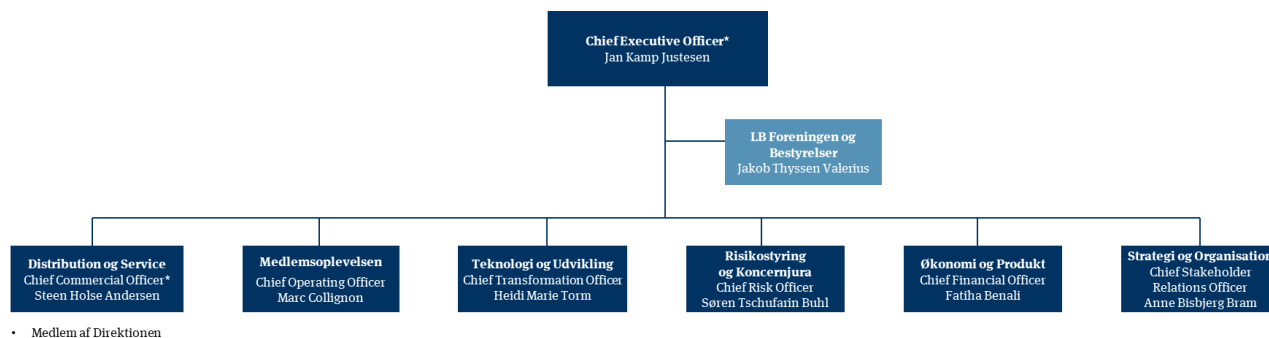 Chief Executive Officer*
Jan Kamp Justesen
LB Foreningen og
Bestyrelser
Jakob Thyssen Valerius
Distribution og Service
Chief Commercial Officer*
Steen Holse Andersen
Medlemsoplevelsen
Chief Operating Officer
Marc Collignon
Teknologi og Udvikling
Chief Transformation Officer
Heidi Marie Torm
Risikostyring
og Koncernjura
Chief Risk Officer
Søren Tschufarin Buhl
Økonomi og Produkt
Chief Financial Officer
Fatiha Benali
Strategi og Organisation
Chief Stakeholder
Relations Officer
Anne Bisbjerg Bram
• Medlem af Direktionen